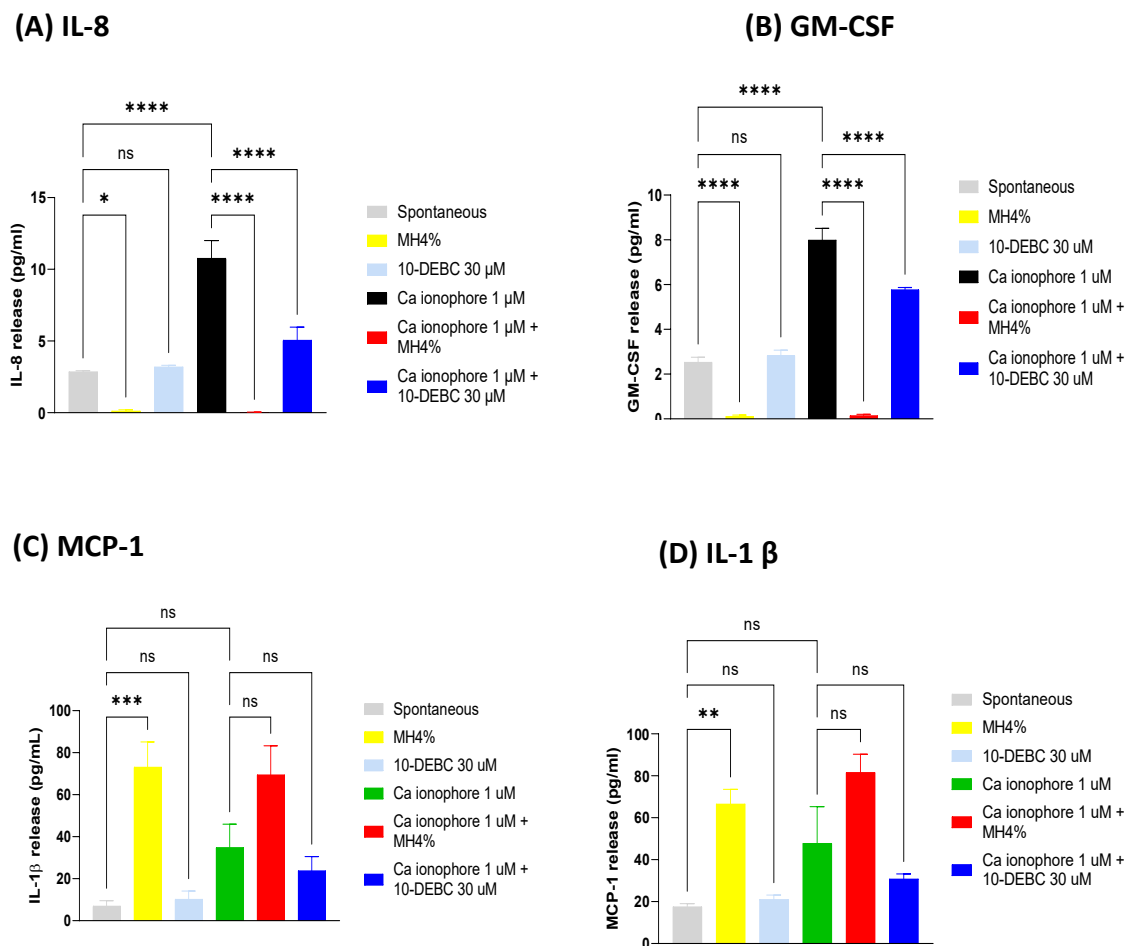 (A) IL-8
****
ns
****
*
****
15
10
5
0
IL-8 release (pg/ml)
Spontaneous
MH4%
10-DEBC 30 µM
Ca ionophore 1 µM
Ca ionophore 1 µM +
MH4%
Ca ionophore 1 µM +
10-DEBC 30 µM
(B) GM-CSF
****
ns
****
****
****
10
8
6
4
2
0
GM-CSF release (pg/ml)
Spontaneous
MH4%
10-DEBC 30 uM
Ca ionophore 1 uM
Ca ionophore 1 uM +
MH4%
Ca ionophore 1 uM +
10-DEBC 30 uM
(C) MCP-1
ns
ns
ns
***
ns
100
80
60
40
20
0
IL-1β release (pg/mL)
Spontaneous
MH4%
10-DEBC 30 uM
Ca ionophore 1 uM
Ca ionophore 1 uM +
MH4%
Ca ionophore 1 uM +
10-DEBC 30 uM
(D) IL-1 β
ns
ns
ns
**
ns
100
80
60
40
20
0
MCP-1 release (pg/ml)
Spontaneous
MH4%
10-DEBC 30 uM
Ca ionophore 1 uM
Ca ionophore 1 uM +
MH4%
Ca ionophore 1 uM +
10-DEBC 30 uM